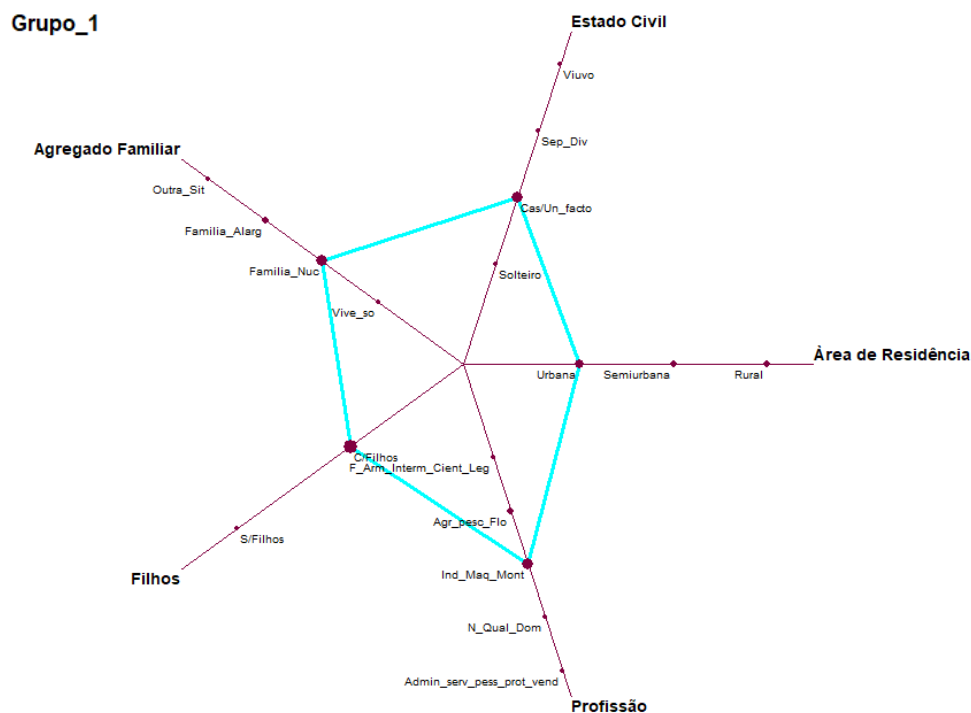 Grupo_1
Estado Civil
Viuvo
Sep_Div
Cas/Un_facto
Solteiro
Agregado Familiar
Outra_Sit
Familia_Alarg
Familia_Nuc
Vive_so
Àrea de Residência
Urbana
Semiurbana
Rural
C/Filhos
S/Filhos
Filhos
F_Arm_Interm_Cient_Leg
Agr_pesc_Flo
Ind_Maq_Mont
N_Qual_Dom
Admin_serv_pess_prot_vend
Profissão